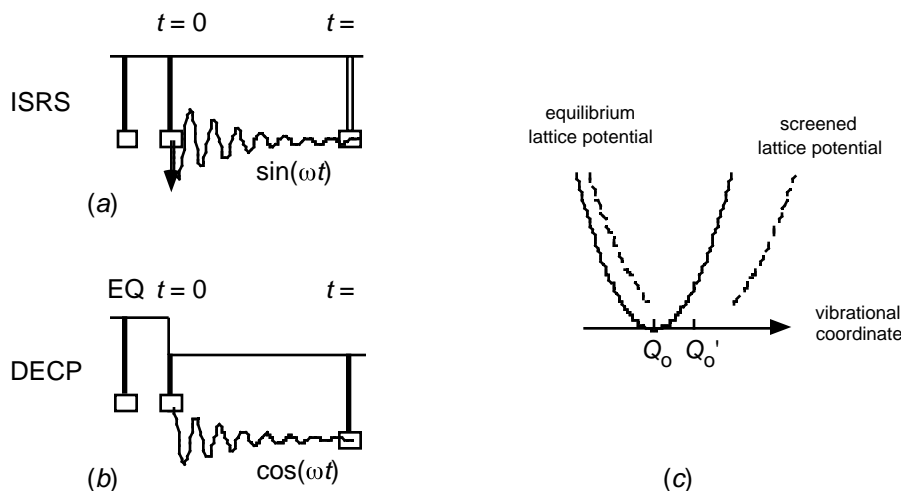 t = 0
t =
ISRS
sin(ωt)
(a)
EQ
t = 0
t =
DECP
cos(ωt)
(b)
equilibrium
lattice potential
screened
lattice potential
vibrational
coordinate
Qo
Qo'
(c)